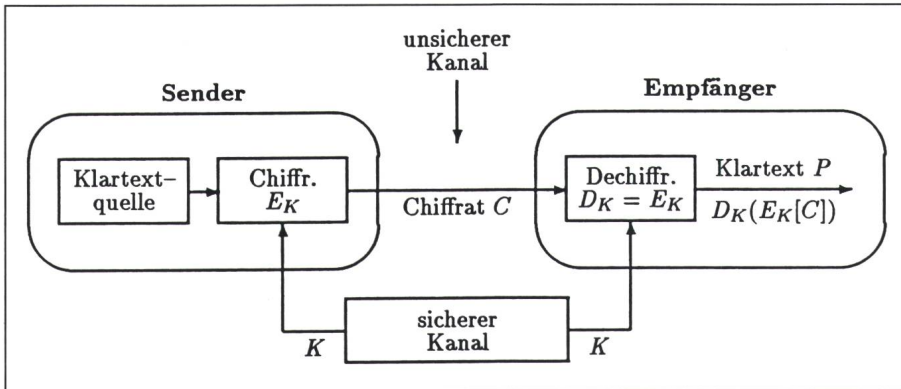 unsicherer
Kanal
Sender
Empfänger
Klartext–
quelle
Chiffr.
E_K
Chiffrat C
Dechiffr.
D_K = E_K
Klartext P
D_K(E_K[C])
K
sicherer
Kanal
K